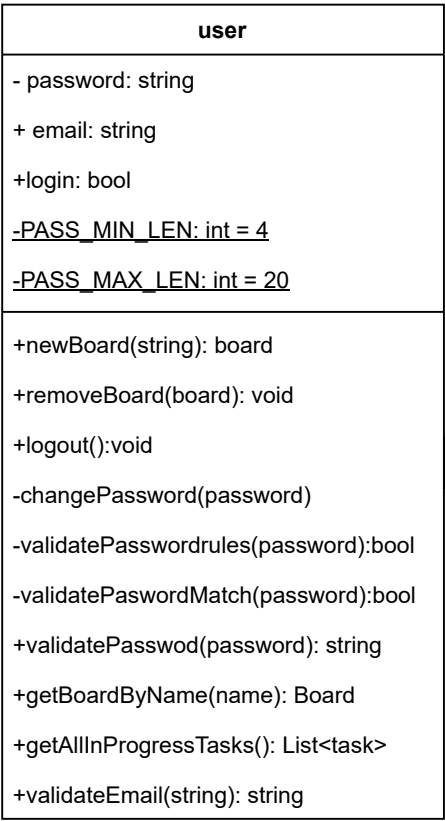 user
- password: string
+ email: string
+login: bool
-PASS_MIN_LEN: int = 4
-PASS_MAX_LEN: int = 20
+newBoard(string): board
+removeBoard(board): void
+logout():void
-changePassword(password)
-validatePasswordrules(password):bool
-validatePaswordMatch(password):bool
+validatePasswod(password): string
+getBoardByName(name): Board
+getAllInProgressTasks(): List<task>
+validateEmail(string): string